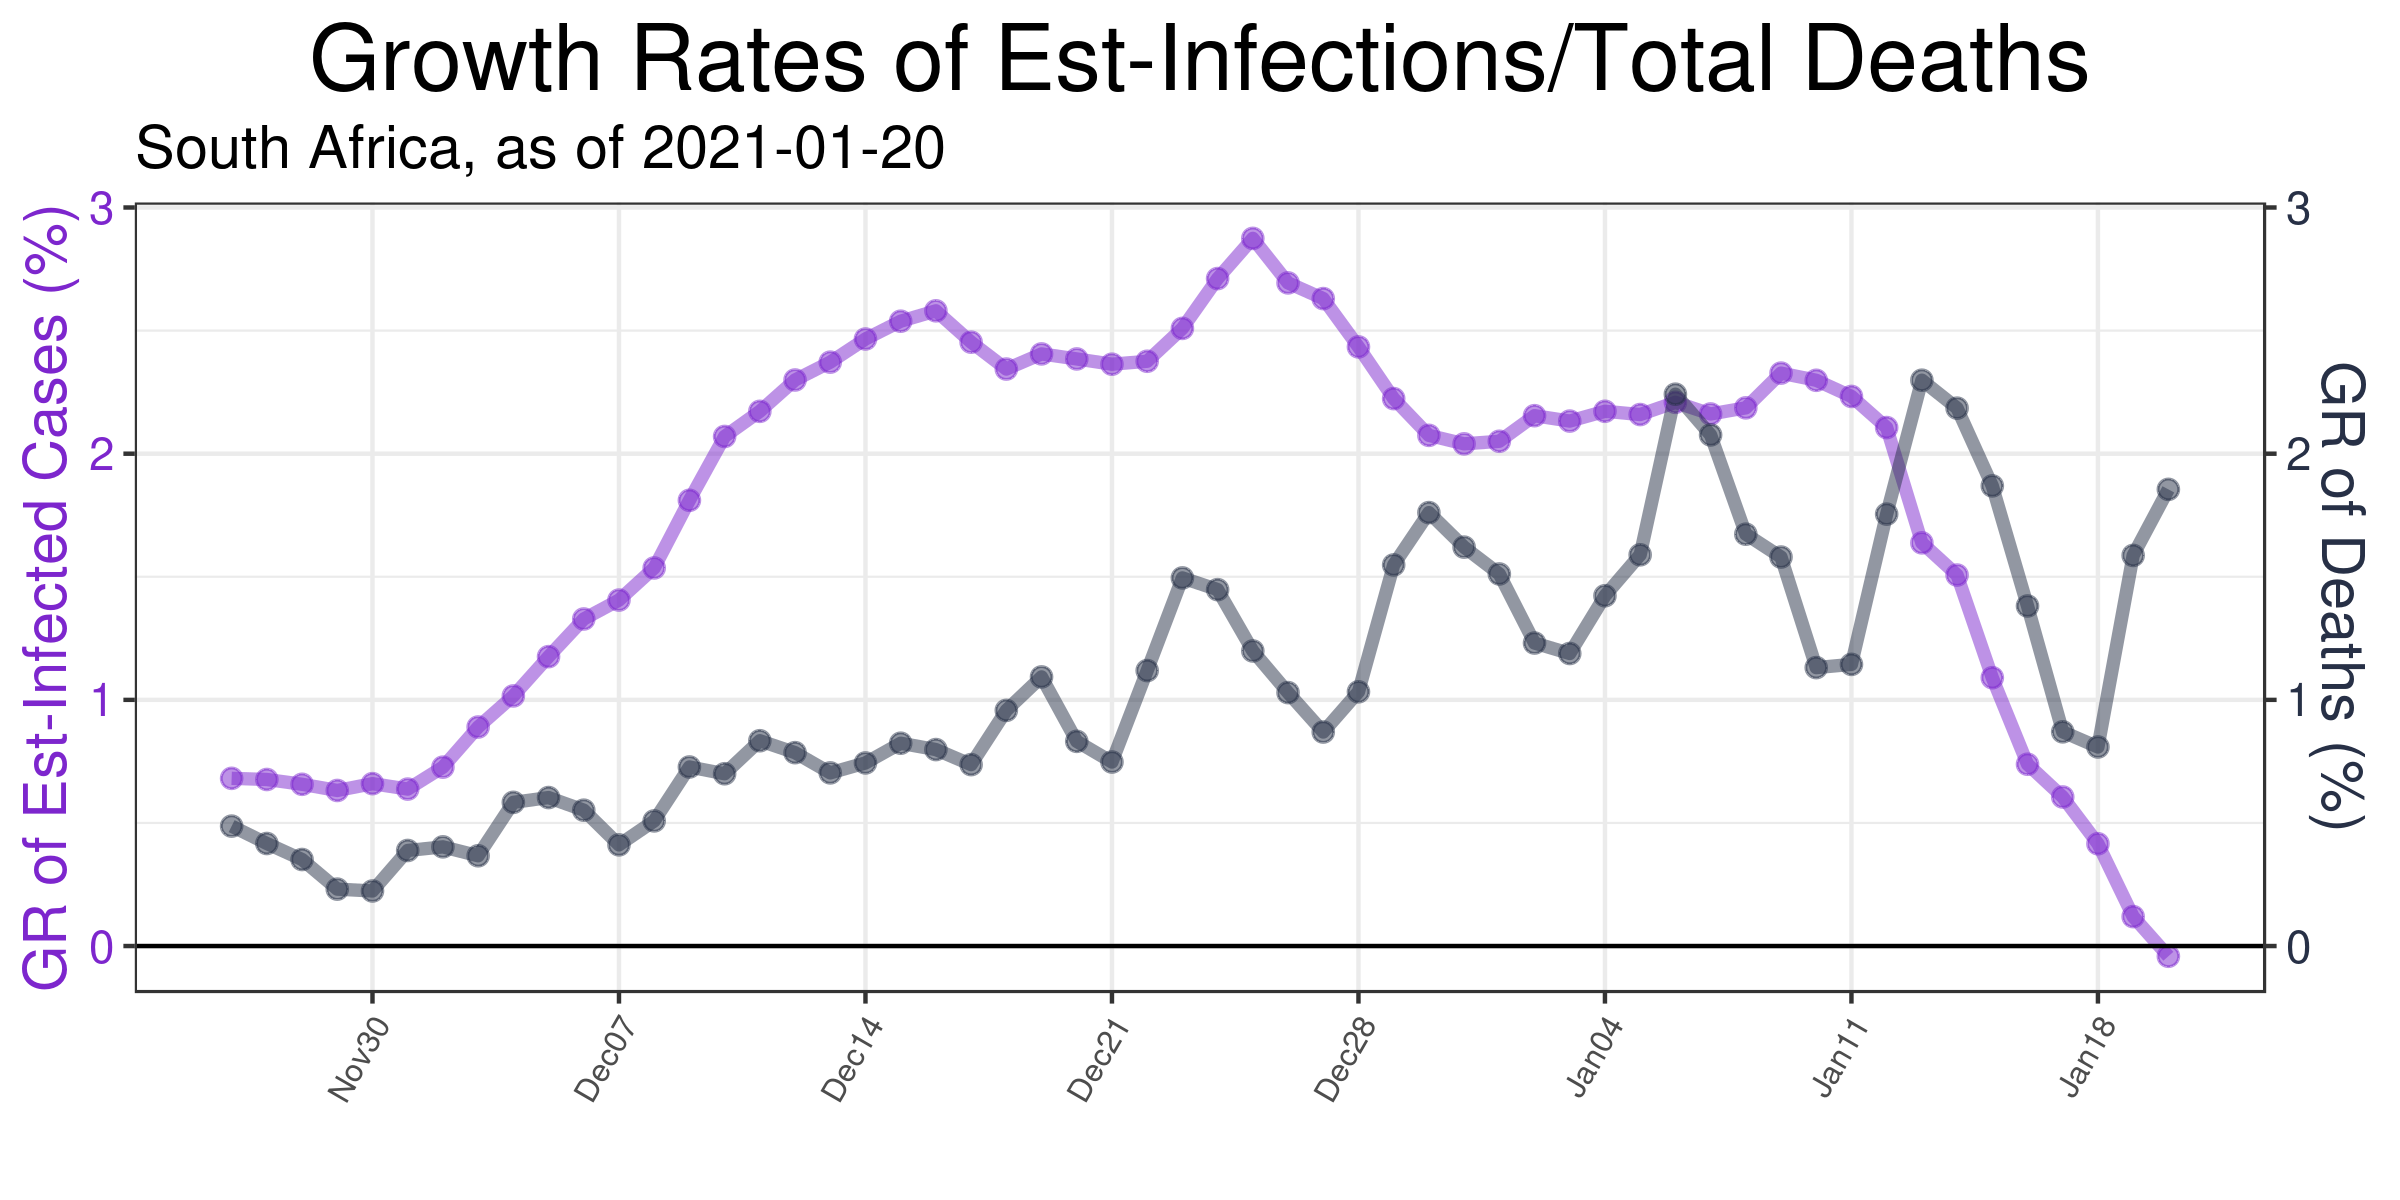 Growth Rates of Est-Infections/Total Deaths
South Africa, as of 2021-01-20
GR of Est-Infected Cases (%)
3
2
1
0
3
2
1
0
GR of Deaths (%)
Nov30
Dec07
Dec14
Dec21
Dec28
Jan04
Jan11
Jan18